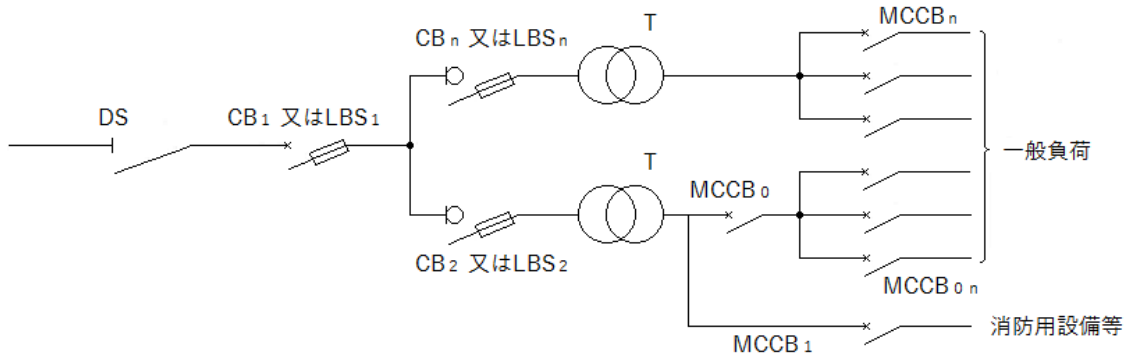 CBn 又はLBSn
T
MCCBn
DS
CB1 又はLBS1
一般負荷
T
MCCB0
CB2 又はLBS2
MCCB0n
MCCB1
消防用設備等